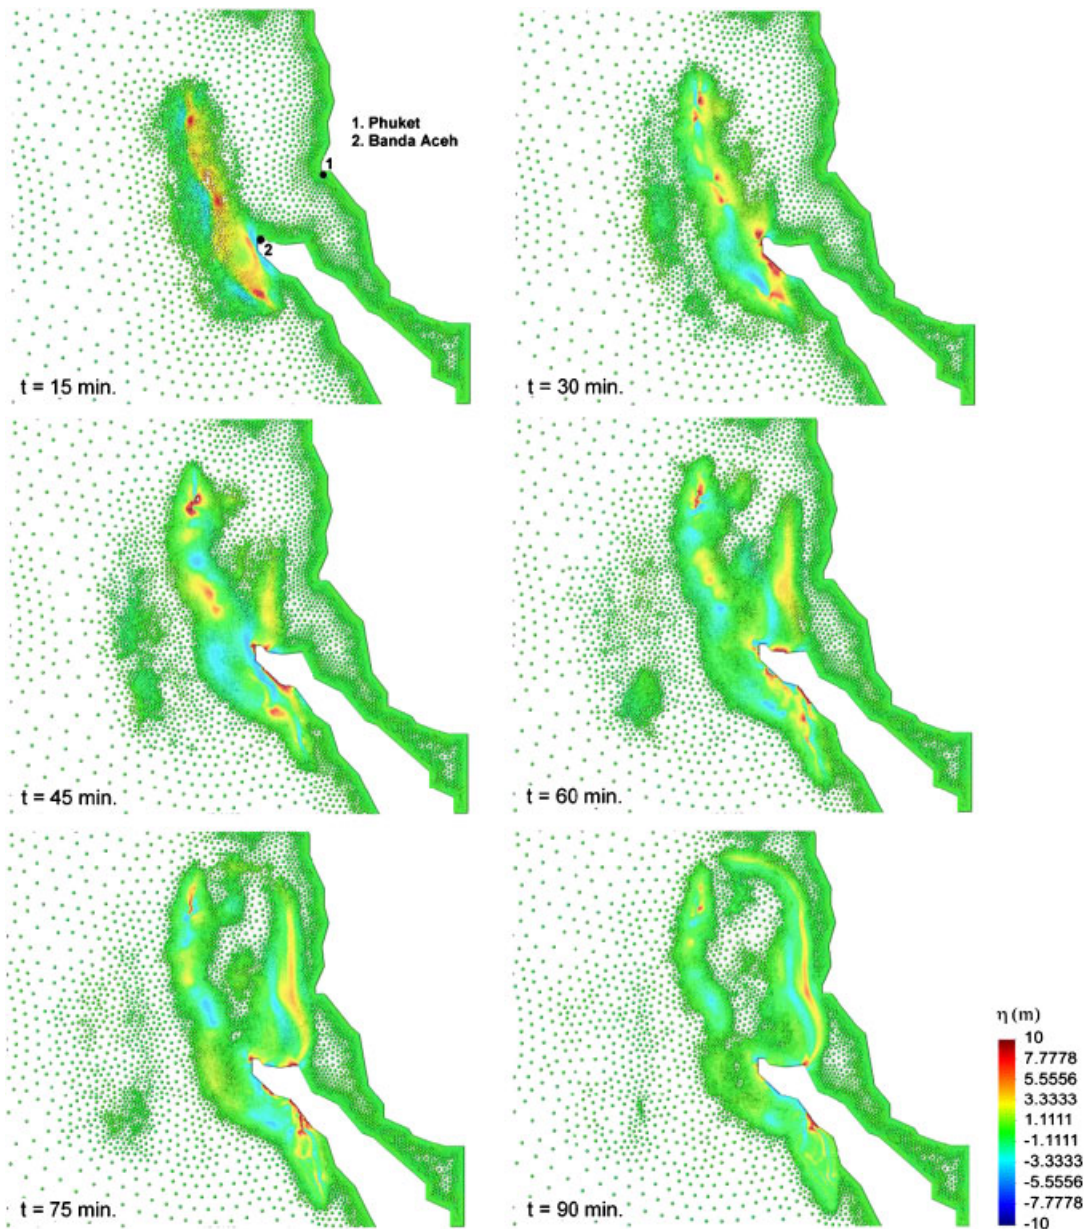 1. Phuket
2. Banda Aceh
1
2
t = 15 min.
t = 30 min.
t = 45 min.
t = 60 min.
t = 75 min.
t = 90 min.
η (m)
10
7.7778
5.5556
3.3333
1.1111
-1.1111
-3.3333
-5.5556
-7.7778
-10